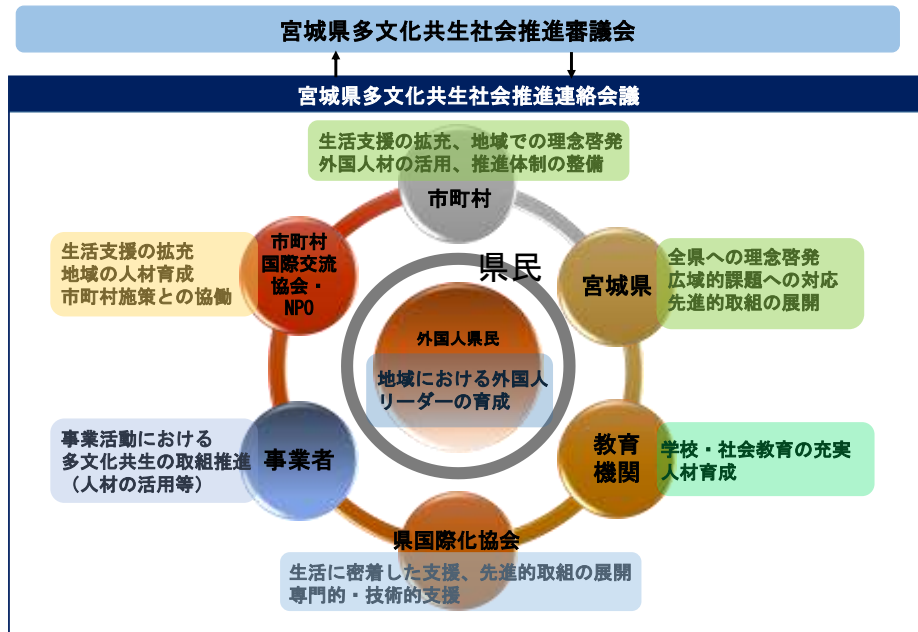 宮城県多文化共生社会推進審議会
宮城県多文化共生社会推進連絡会議
生活支援の拡充、地域での理念啓発
外国人材の活用、推進体制の整備
市町村
市町村
国際交流
協会・
NPO
生活支援の拡充
地域の人材育成
市町村施策との協働
県民
宮城県
全県への理念啓発
広域的課題への対応
先進的取組の展開
外国人県民
地域における外国人
リーダーの育成
事業活動における
多文化共生の取組推進
（人材の活用等）
事業者
教育
機関
学校・社会教育の充実
人材育成
県国際化協会
生活に密着した支援、先進的取組の展開
専門的・技術的支援